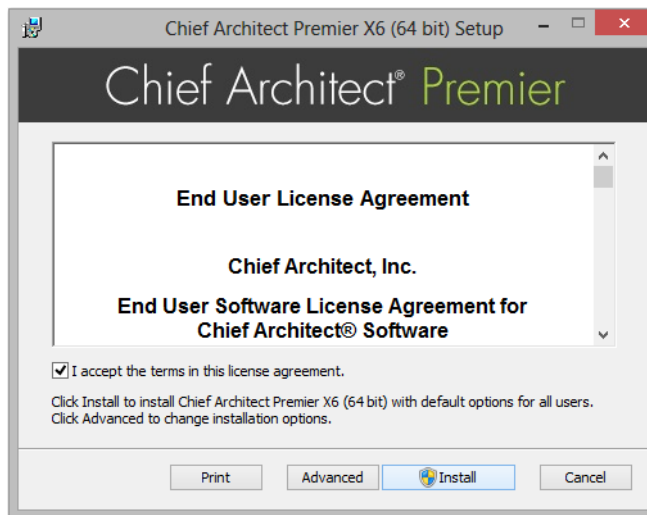 Chief Architect Premier X6 (64 bit) Setup
Chief Architect® Premier
End User License Agreement
Chief Architect, Inc.
End User Software License Agreement for
Chief Architect® Software
I accept the terms in this license agreement.
Click Install to install Chief Architect Premier X6 (64 bit) with default options for all users.
Click Advanced to change installation options.
Print Advanced Install Cancel